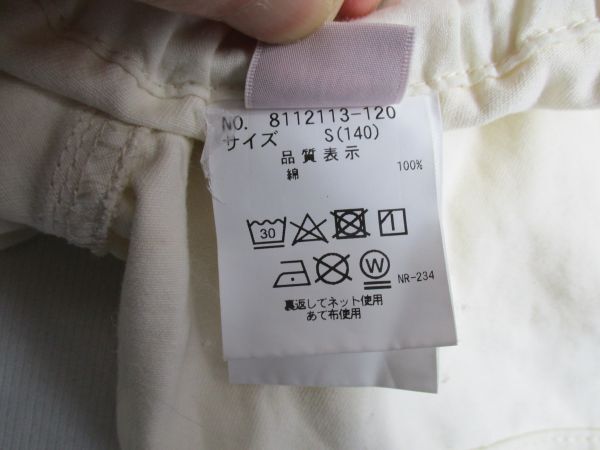 NO. 8112113-120
サイズ S(140)
品質表示
綿 100%
30
W
NR-234
裏返してネット使用
あて布使用